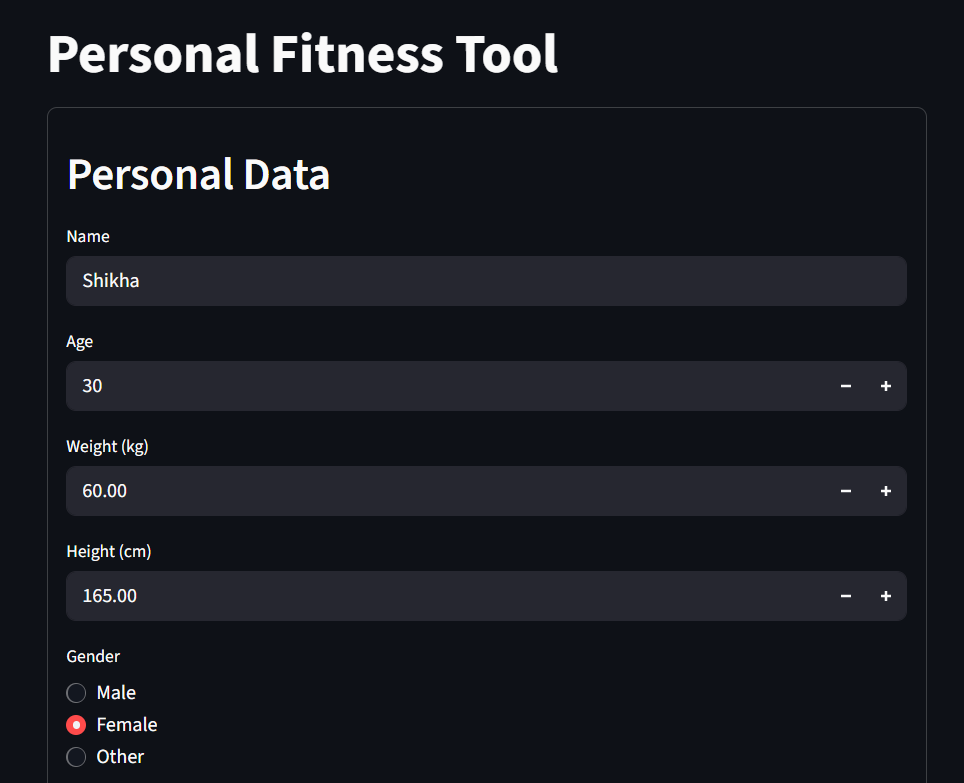 Personal Fitness Tool
Personal Data
Name
Shikha
Age
30 − +
Weight (kg)
60.00 − +
Height (cm)
165.00 − +
Gender
Male
Female
Other